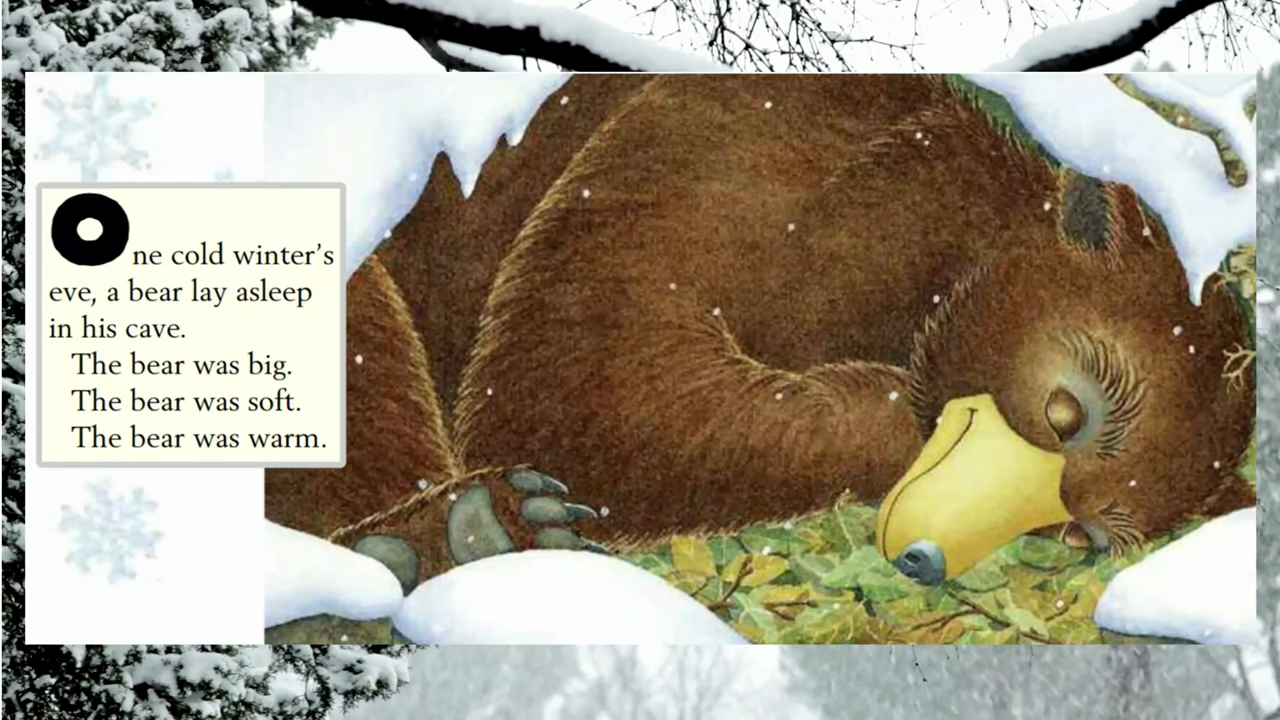 One cold winter's
eve, a bear lay asleep
in his cave.
The bear was big.
The bear was soft.
The bear was warm.